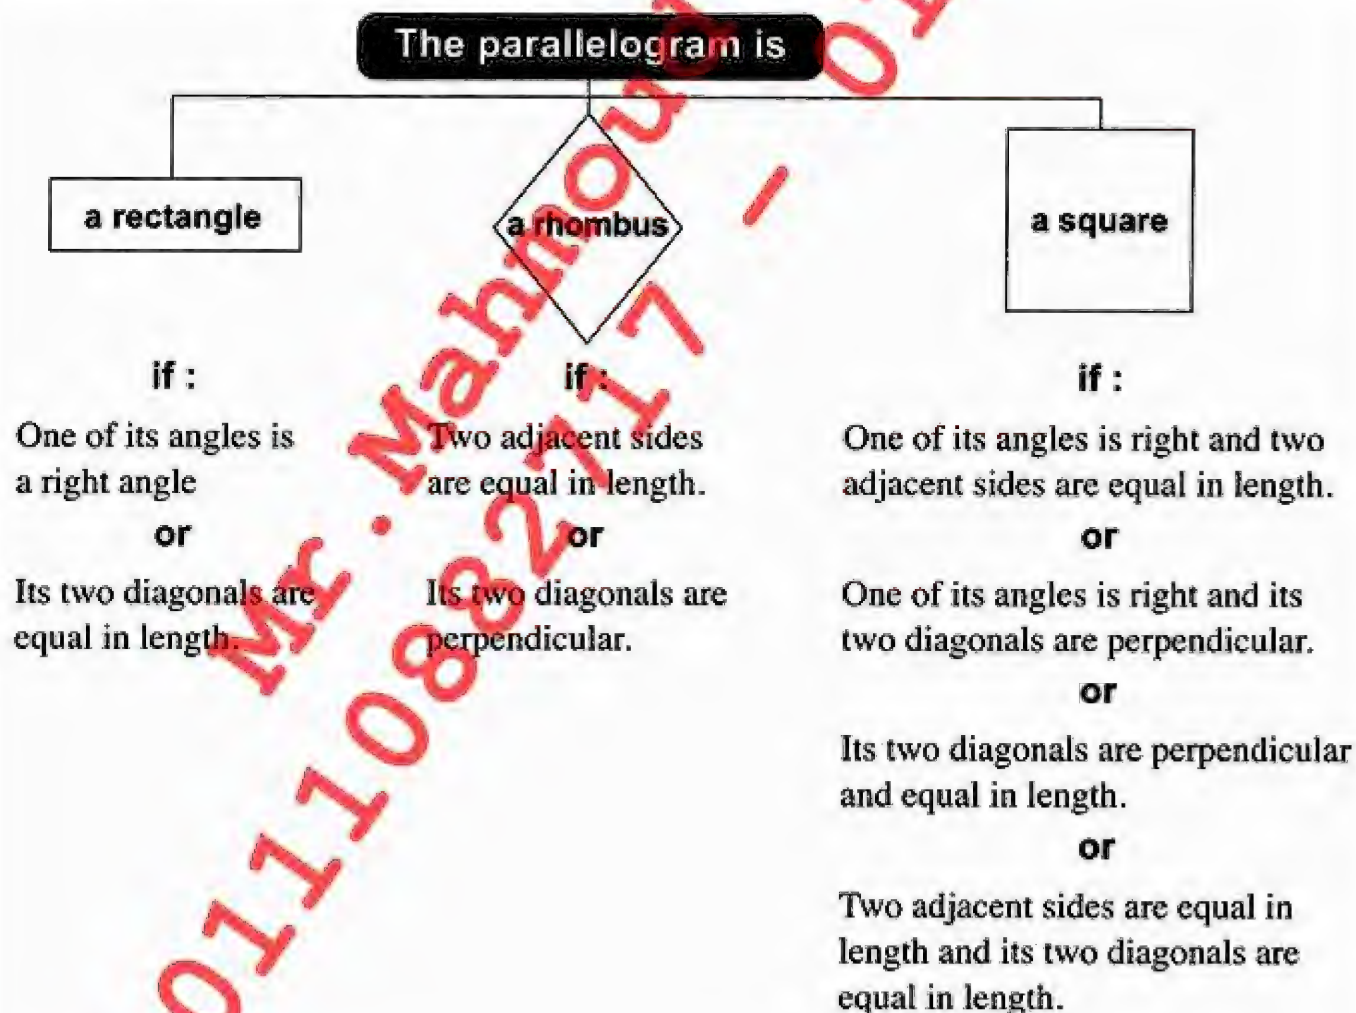 The parallelogram is
a rectangle
if :
One of its angles is
a right angle
or
Its two diagonals are
equal in length.
a rhombus
if :
Two adjacent sides
are equal in length.
or
Its two diagonals are
perpendicular.
a square
if :
One of its angles is right and two
adjacent sides are equal in length.
or
One of its angles is right and its
two diagonals are perpendicular.
or
Its two diagonals are perpendicular
and equal in length.
or
Two adjacent sides are equal in
length and its two diagonals are
equal in length.
Mr. Mahmoud
01110882717 -